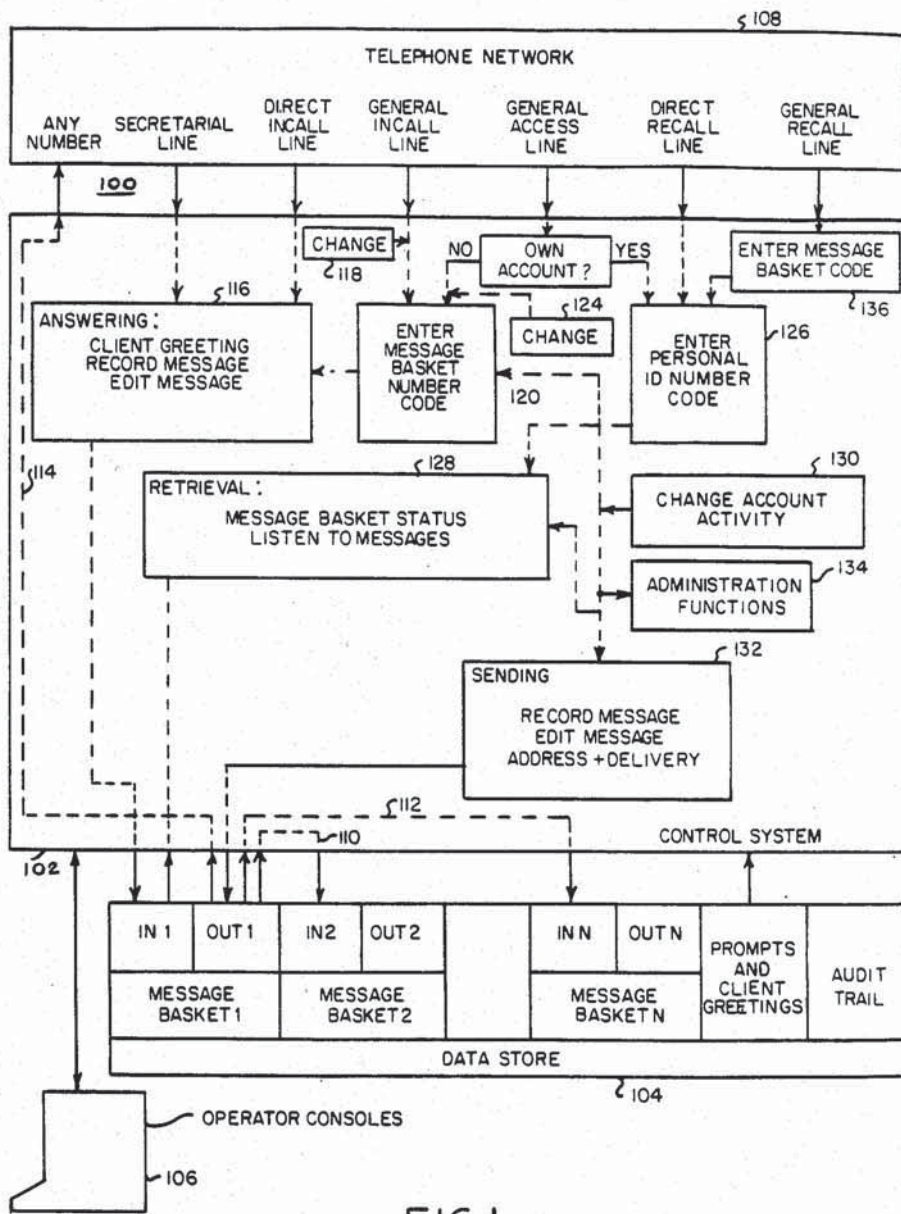 108
TELEPHONE NETWORK
ANY NUMBER
SECRETARIAL LINE
DIRECT INCALL LINE
GENERAL INCALL LINE
GENERAL ACCESS LINE
DIRECT RECALL LINE
GENERAL RECALL LINE
100
CHANGE
118
NO
OWN ACCOUNT?
YES
ENTER MESSAGE
BASKET CODE
136
116
ANSWERING:
CLIENT GREETING
RECORD MESSAGE
EDIT MESSAGE
ENTER
MESSAGE
BASKET
NUMBER
CODE
120
124
CHANGE
126
ENTER
PERSONAL
ID NUMBER
CODE
114
128
RETRIEVAL:
MESSAGE BASKET STATUS
LISTEN TO MESSAGES
130
CHANGE ACCOUNT
ACTIVITY
134
ADMINISTRATION
FUNCTIONS
132
SENDING
RECORD MESSAGE
EDIT MESSAGE
ADDRESS + DELIVERY
112
110
CONTROL SYSTEM
102
IN 1
OUT 1
IN 2
OUT 2
IN N
OUT N
PROMPTS
AND
CLIENT
GREETINGS
AUDIT
TRAIL
MESSAGE
BASKET 1
MESSAGE
BASKET 2
MESSAGE
BASKET N
DATA STORE
104
OPERATOR CONSOLES
106